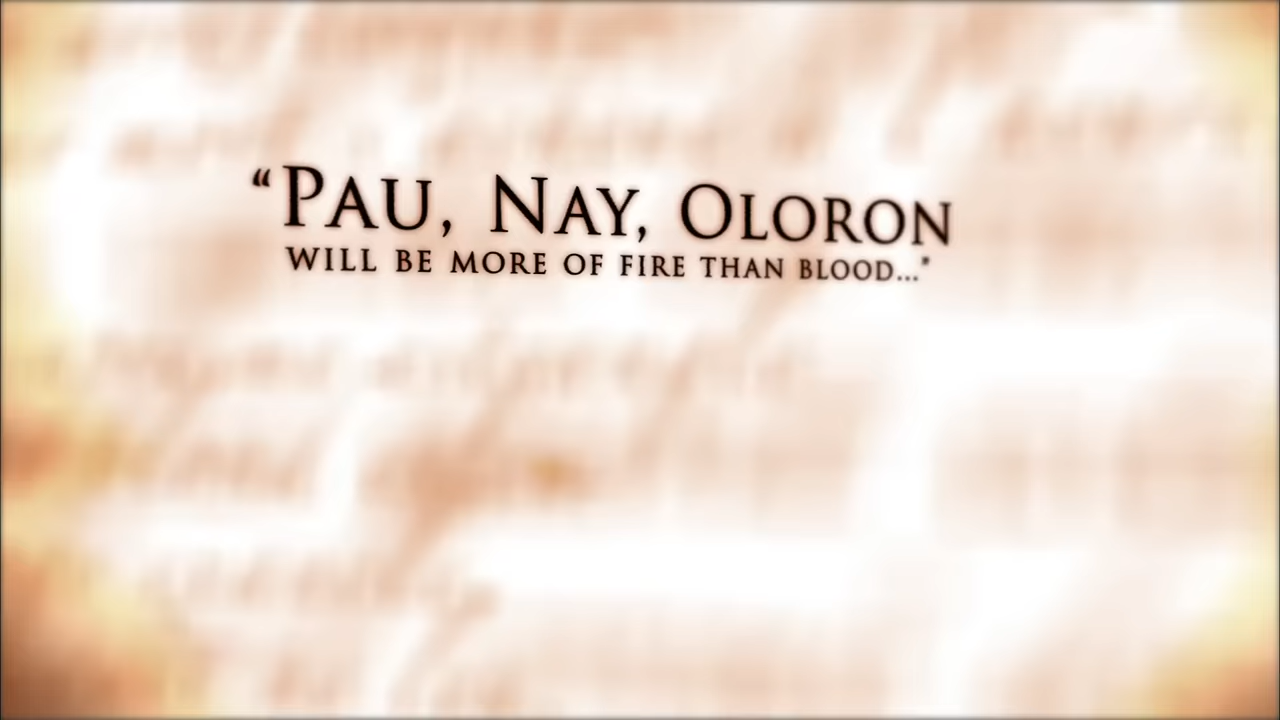 “PAU, NAY, OLORON
WILL BE MORE OF FIRE THAN BLOOD...”